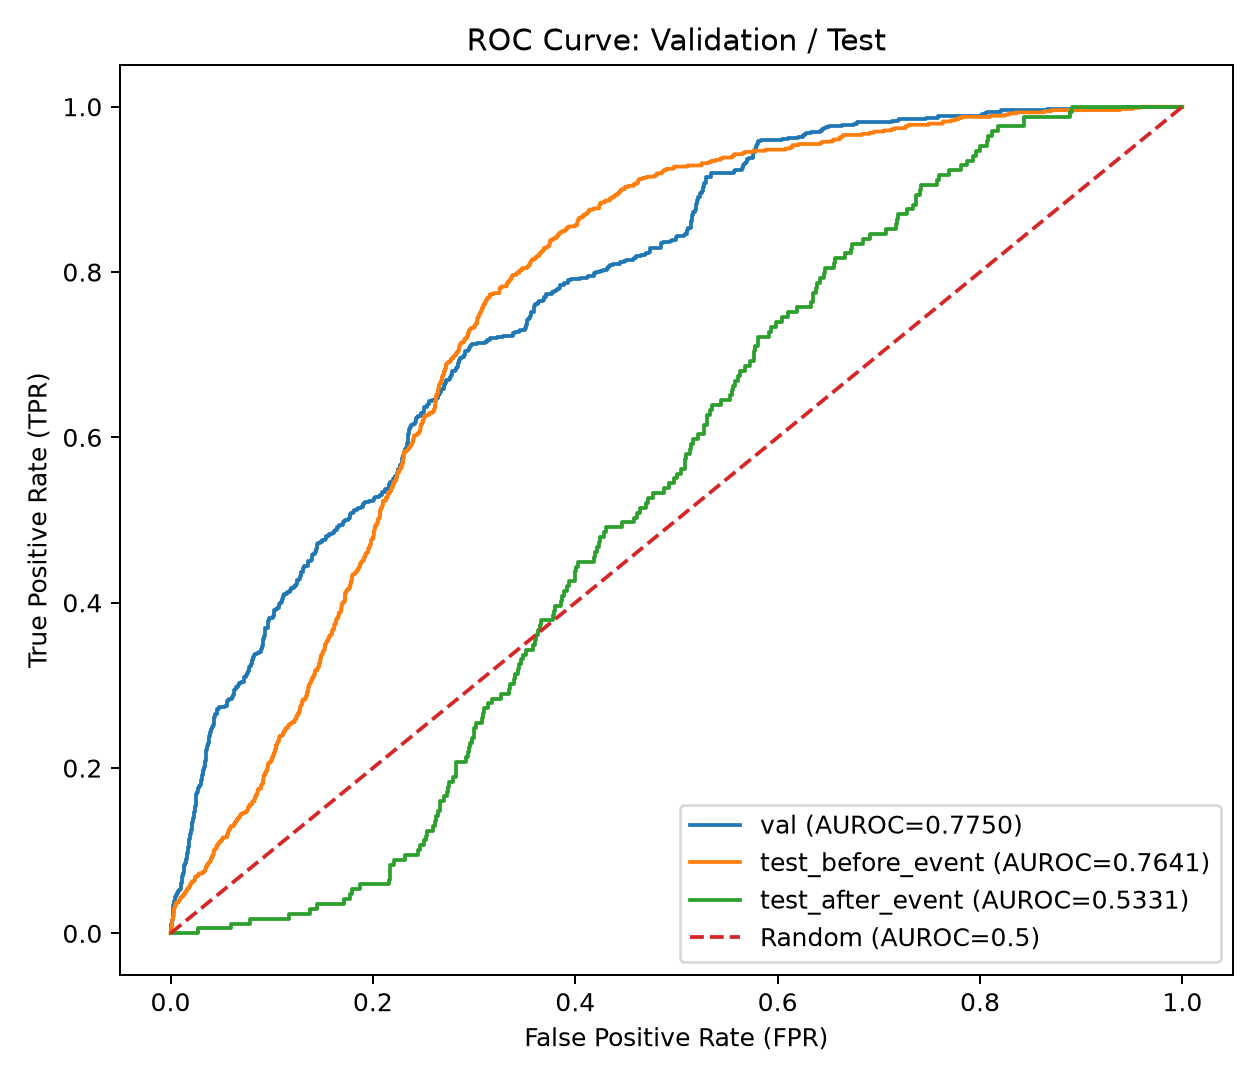 ROC Curve: Validation / Test
True Positive Rate (TPR)
1.0
0.8
0.6
0.4
0.2
0.0
val (AUROC=0.7750)
test_before_event (AUROC=0.7641)
test_after_event (AUROC=0.5331)
Random (AUROC=0.5)
0.0 0.2 0.4 0.6 0.8 1.0
False Positive Rate (FPR)